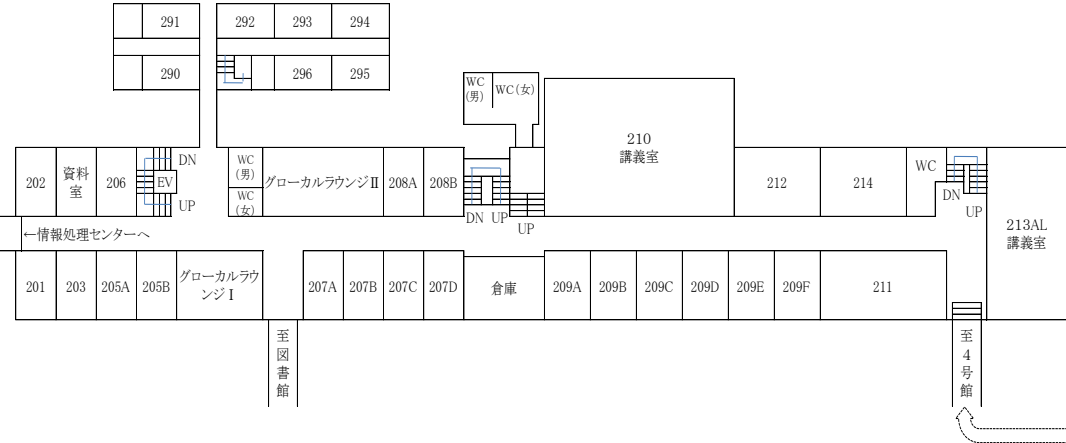 291
292
293
294
290
296
295
WC
(男)
WC(女)
210
講義室
202
資料
室
206
DN
EV
UP
WC
(男)
WC
(女)
グローカルラウンジⅡ
208A
208B
DN
UP
UP
212
214
WC
DN
UP
213AL
講義室
←情報処理センターへ
201
203
205A
205B
グローカルラウ
ンジⅠ
207A
207B
207C
207D
倉庫
209A
209B
209C
209D
209E
209F
211
至図書館
至4号館